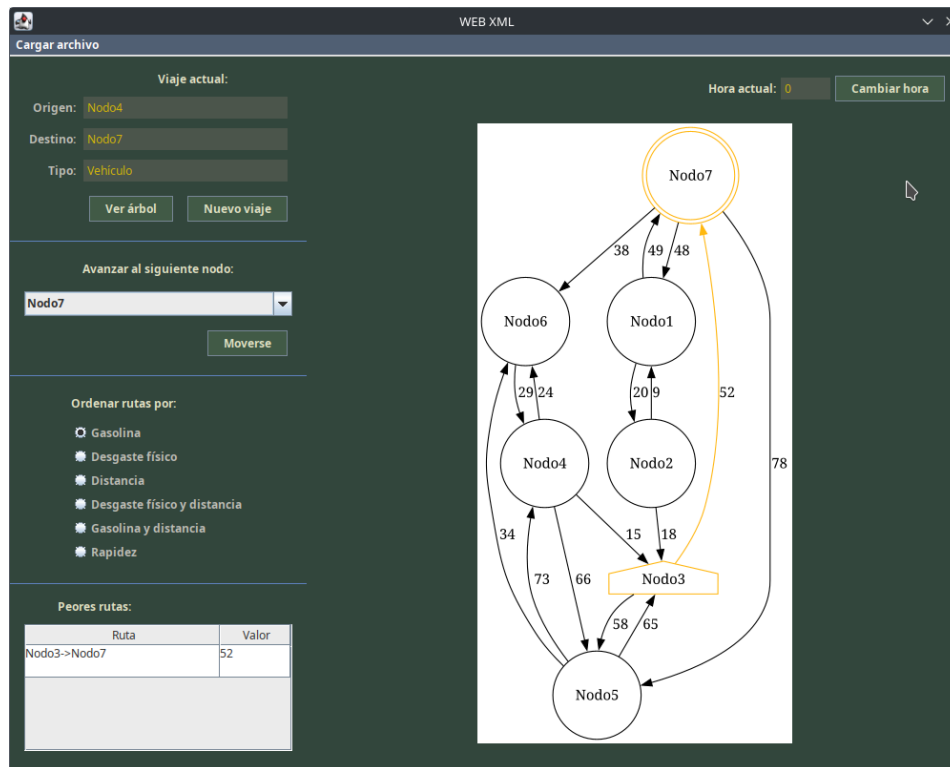 WEB XML
Cargar archivo
Viaje actual:
Origen: Nodo4
Destino: Nodo7
Tipo: Vehículo
Ver árbol Nuevo viaje
Avanzar al siguiente nodo:
Nodo7
Moverse
Ordenar rutas por:
Gasolina
Desgaste físico
Distancia
Desgaste físico y distancia
Gasolina y distancia
Rapidez
Peores rutas:
Ruta Valor
Nodo3->Nodo7 52
Hora actual: 0 Cambiar hora
Nodo7
38 49 48
Nodo6 Nodo1
29 24 20 9 52
Nodo4 Nodo2 78
34 15 18
73 66 Nodo3
58 65
Nodo5